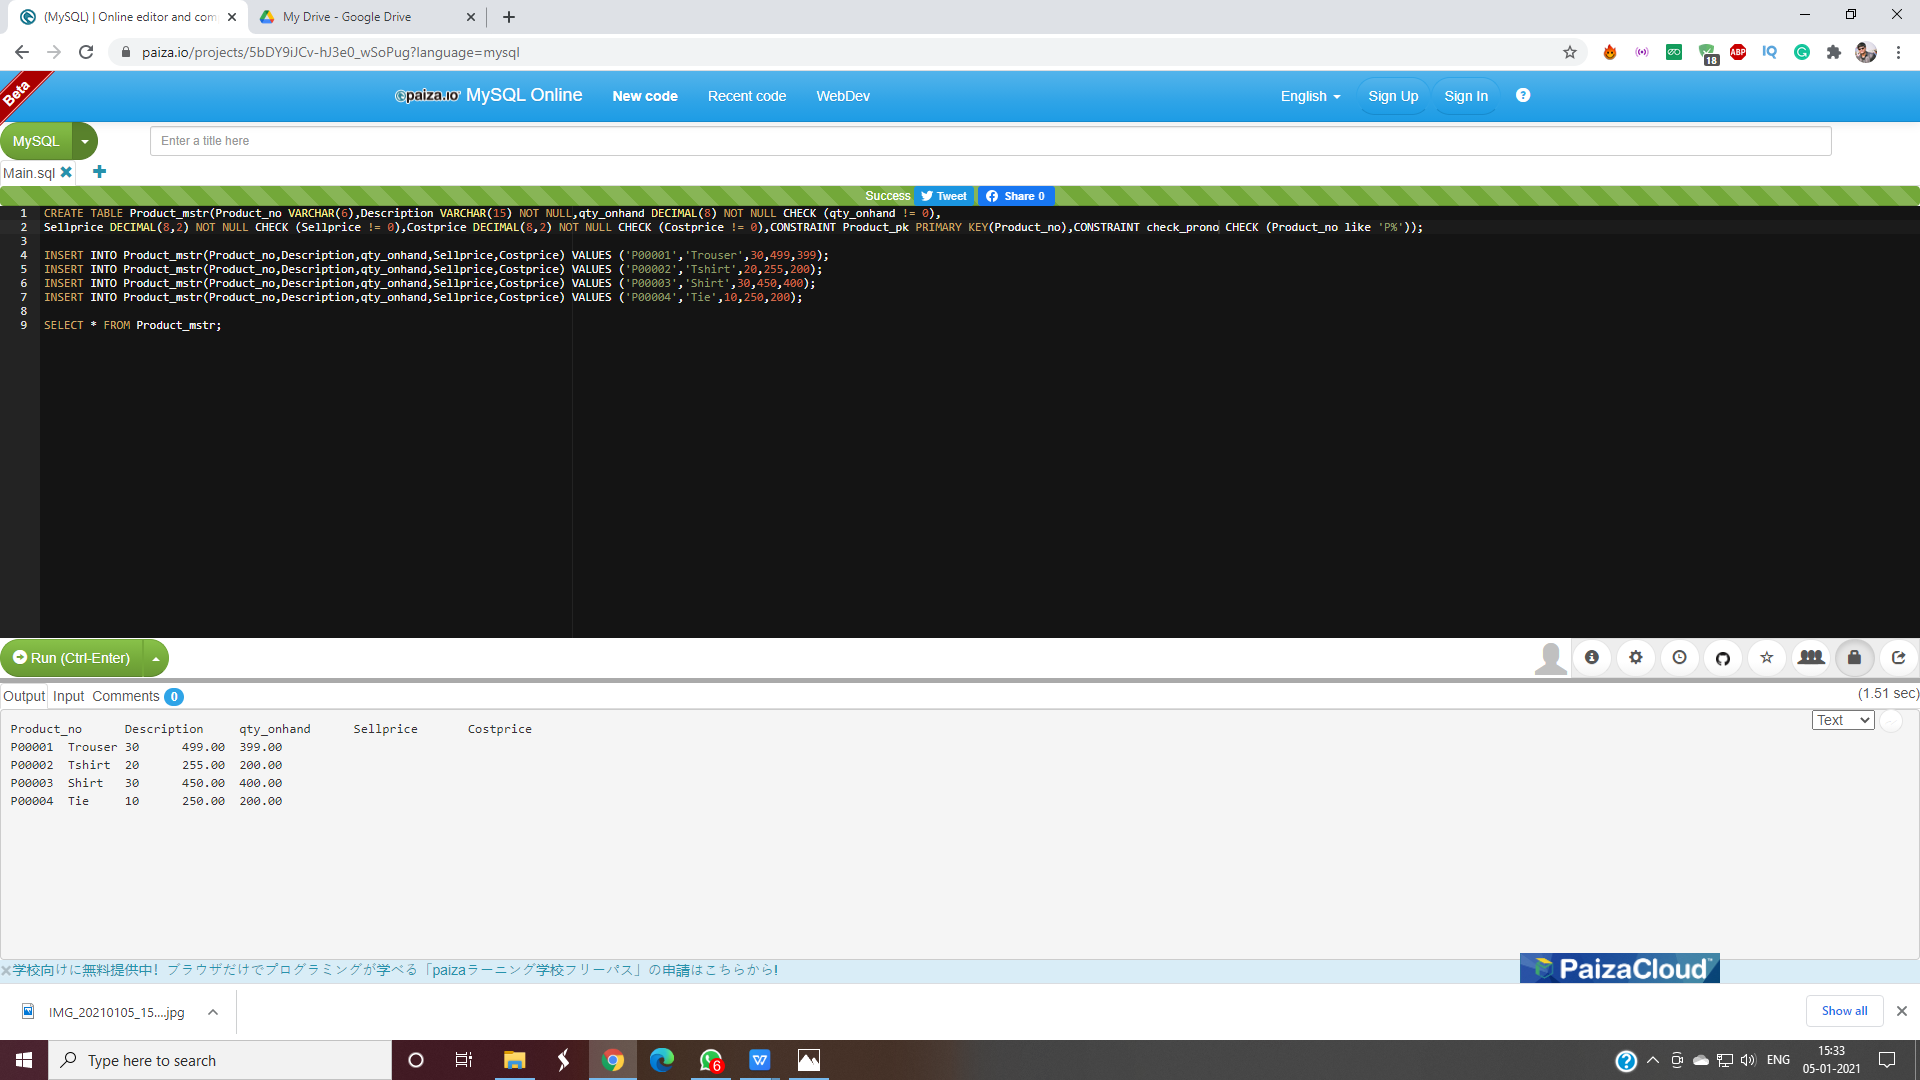 (MySQL) | Online editor and com
My Drive - Google Drive
paiza.io/projects/5bDY9iJCv-hJ3e0_wSoPug?language=mysql
18
ABP
IQ
Beta
paiza.io MySQL Online
New code
Recent code
WebDev
English
Sign Up
Sign In
MySQL
Enter a title here
Main.sql
Success
Tweet
Share 0
1 CREATE TABLE Product_mstr(Product_no VARCHAR(6),Description VARCHAR(15) NOT NULL,qty_onhand DECIMAL(8) NOT NULL CHECK (qty_onhand != 0),
2 Sellprice DECIMAL(8,2) NOT NULL CHECK (Sellprice != 0),Costprice DECIMAL(8,2) NOT NULL CHECK (Costprice != 0),CONSTRAINT Product_pk PRIMARY KEY(Product_no),CONSTRAINT check_prono CHECK (Product_no like 'P%'));
3
4 INSERT INTO Product_mstr(Product_no,Description,qty_onhand,Sellprice,Costprice) VALUES ('P00001','Trouser',30,499,399);
5 INSERT INTO Product_mstr(Product_no,Description,qty_onhand,Sellprice,Costprice) VALUES ('P00002','Tshirt',20,255,200);
6 INSERT INTO Product_mstr(Product_no,Description,qty_onhand,Sellprice,Costprice) VALUES ('P00003','Shirt',30,450,400);
7 INSERT INTO Product_mstr(Product_no,Description,qty_onhand,Sellprice,Costprice) VALUES ('P00004','Tie',10,250,200);
8
9 SELECT * FROM Product_mstr;
Run (Ctrl-Enter)
Output Input Comments 0
(1.51 sec)
Text
Product_no Description qty_onhand Sellprice Costprice
P00001 Trouser 30 499.00 399.00
P00002 Tshirt 20 255.00 200.00
P00003 Shirt 30 450.00 400.00
P00004 Tie 10 250.00 200.00
学校向けに無料提供中！ブラウザだけでプログラミングが学べる「paizaラーニング学校フリーパス」の申請はこちらから!
PaizaCloud
IMG_20210105_15....jpg
Show all
Type here to search
6
ENG
15:33
05-01-2021